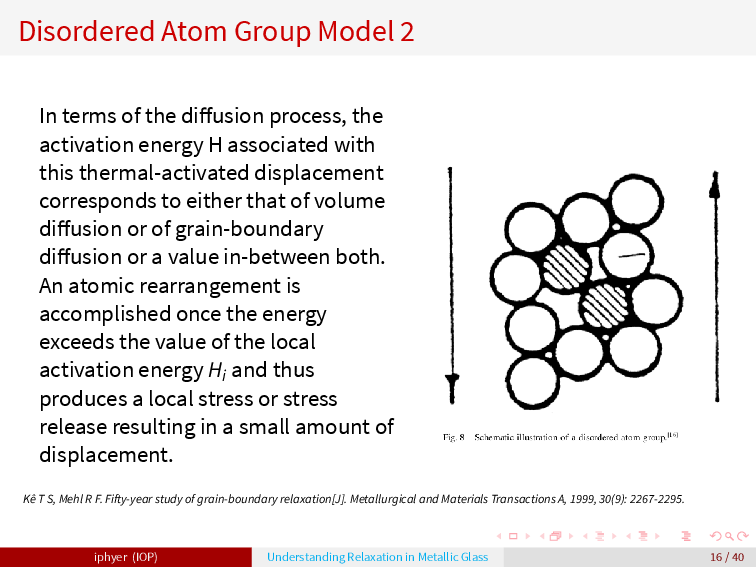 Disordered Atom Group Model 2
In terms of the diffusion process, the
activation energy H associated with
this thermal-activated displacement
corresponds to either that of volume
diffusion or of grain-boundary
diffusion or a value in-between both.
An atomic rearrangement is
accomplished once the energy
exceeds the value of the local
activation energy Hi and thus
produces a local stress or stress
release resulting in a small amount of
displacement.
Fig. 8 Schematic illustration of a disordered atom group.[16]
Kê T S, Mehl R F. Fifty-year study of grain-boundary relaxation[J]. Metallurgical and Materials Transactions A, 1999, 30(9): 2267-2295.
iphyer (IOP) Understanding Relaxation in Metallic Glass 16 / 40